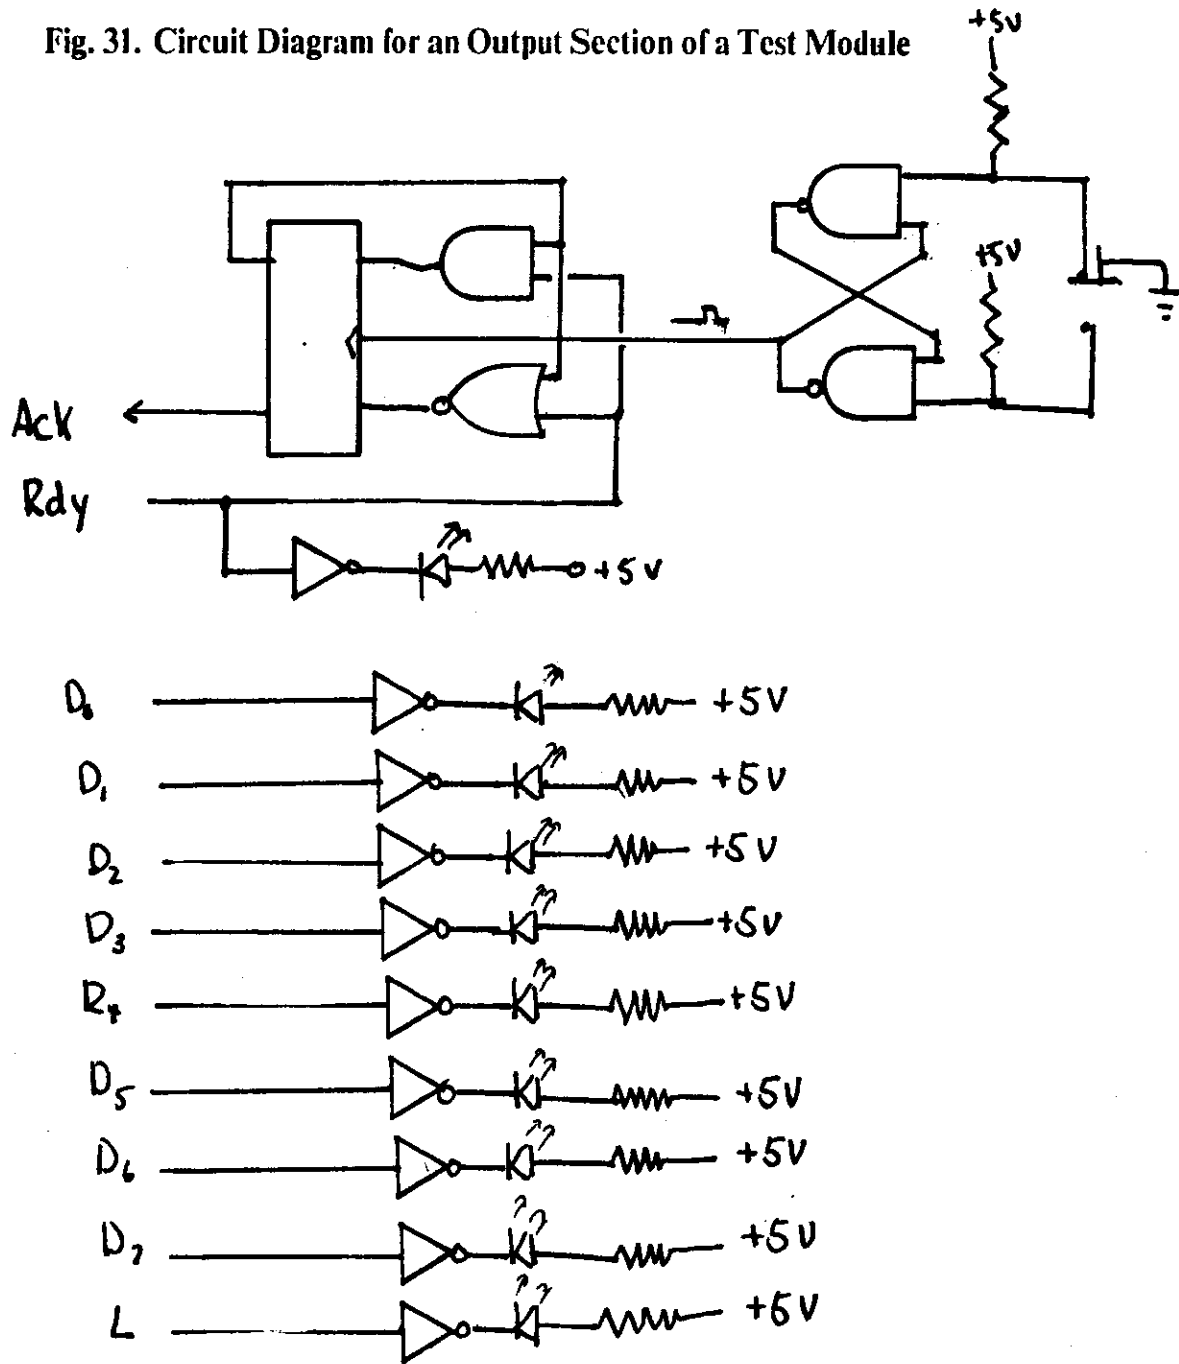 Fig. 31. Circuit Diagram for an Output Section of a Test Module
+5V
+5V
Ack
Rdy
+5V
D₀ +5V
D₁ +5V
D₂ +5V
D₃ +5V
D₄ +5V
D₅ +5V
D₆ +5V
D₇ +5V
L +5V